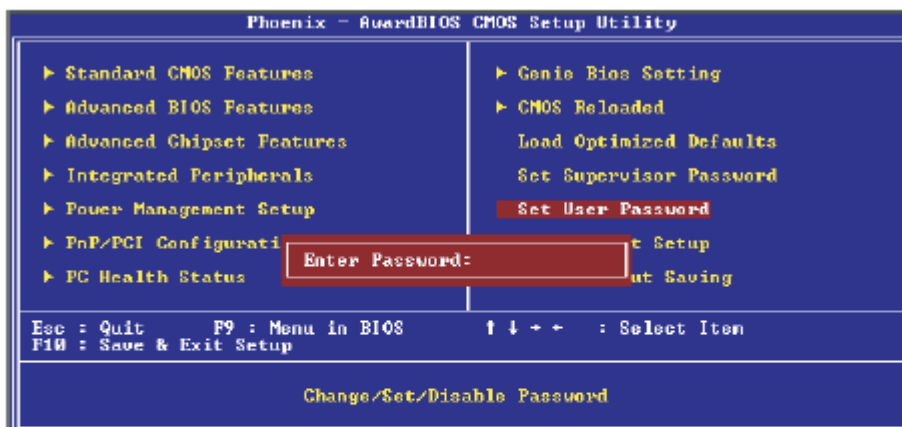 Phoenix - AwardBIOS CMOS Setup Utility
▶ Standard CMOS Features
▶ Advanced BIOS Features
▶ Advanced Chipset Features
▶ Integrated Peripherals
▶ Power Management Setup
▶ PnP/PCI Configurati
▶ PC Health Status
▶ Genie Bios Setting
▶ CMOS Reloaded
Load Optimized Defaults
Set Supervisor Password
Set User Password
t Setup
ut Saving
Enter Password:
Esc : Quit F9 : Menu in BIOS ↑ ↓ → ← : Select Item
F10 : Save & Exit Setup
Change/Set/Disable Password